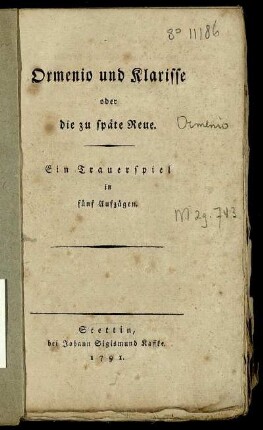 8° 11186
Ormenio und Klarisse
oder
die zu späte Reue.
Ormenio
Ein Trauerspiel
in
fünf Aufzügen.
Stettin,
bei Johann Sigismund Kaffke.
1791.